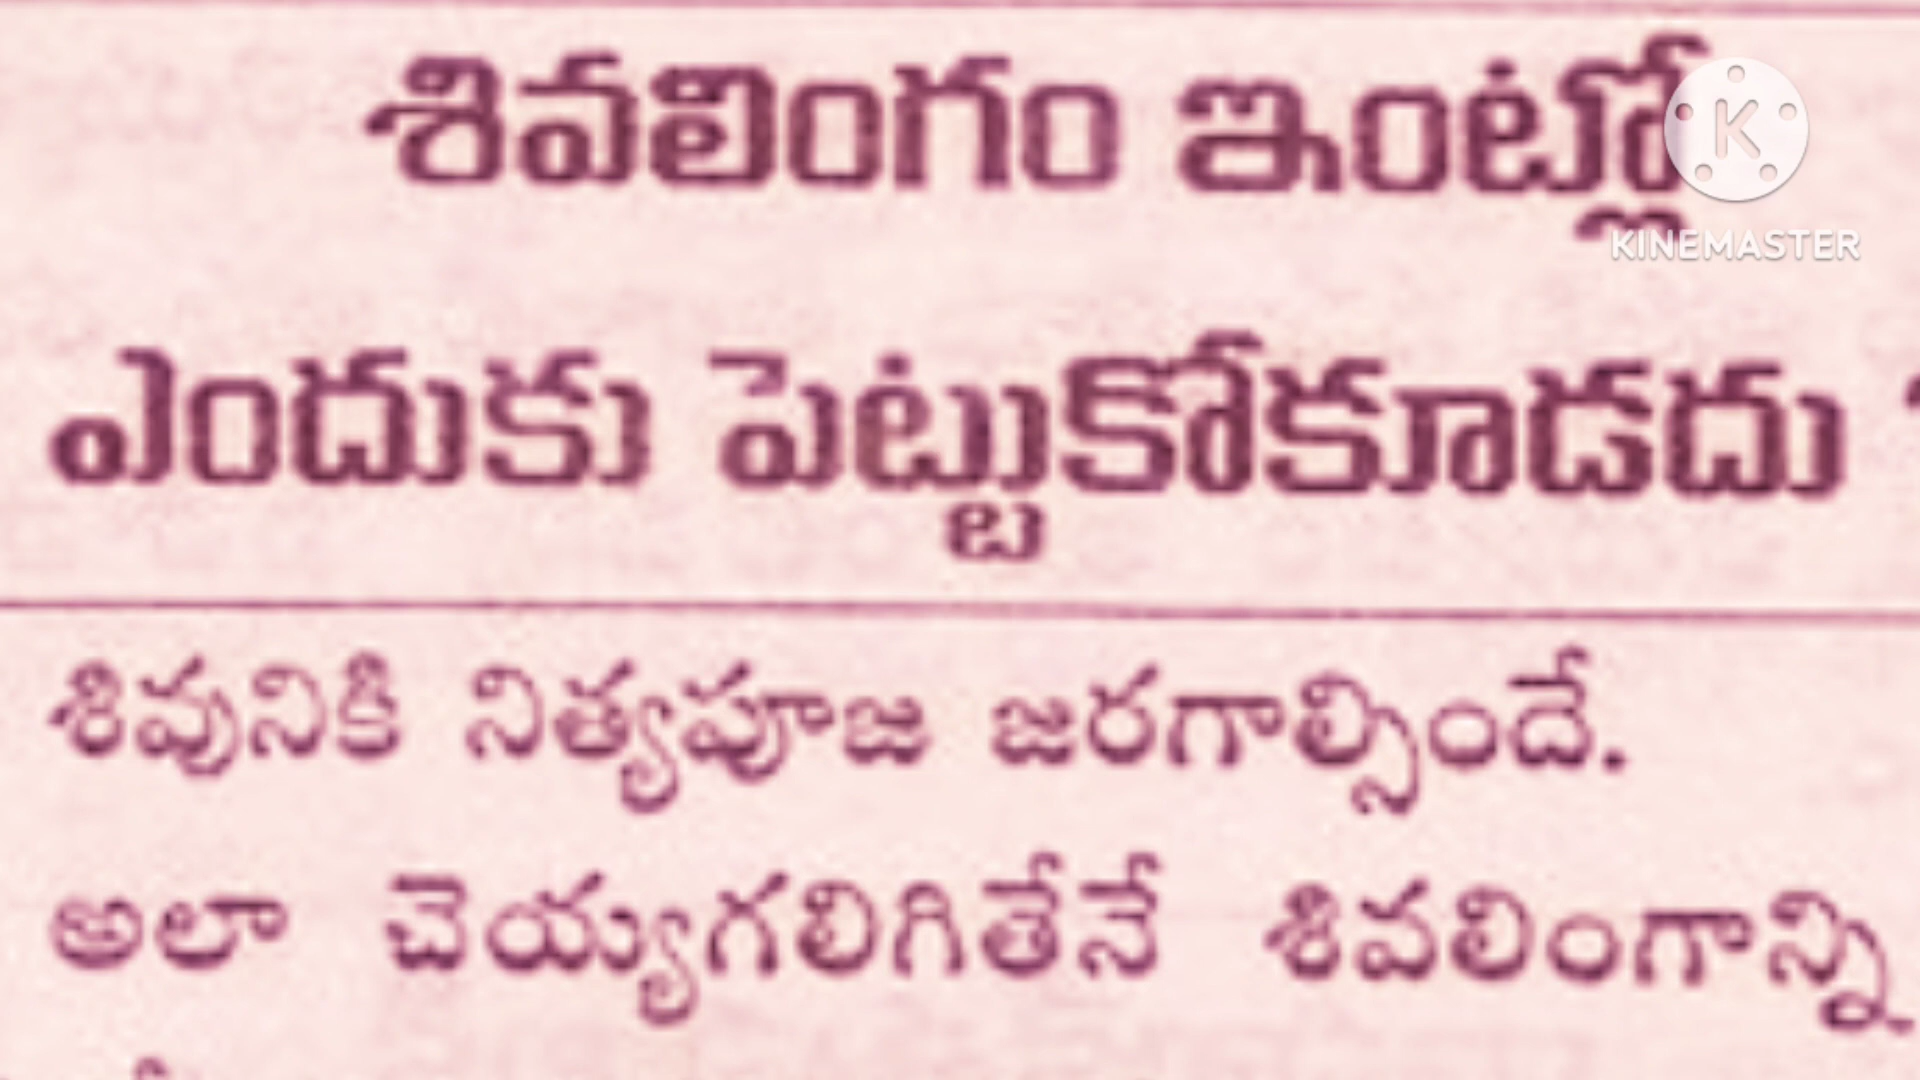 శివలింగం ఇంట్లో
ఎందుకు పెట్టుకోకూడదు
శివునికి నిత్యపూజ జరగాల్సిందే.
అలా చెయ్యగలిగితేనే శివలింగాన్ని
K
KINEMASTER